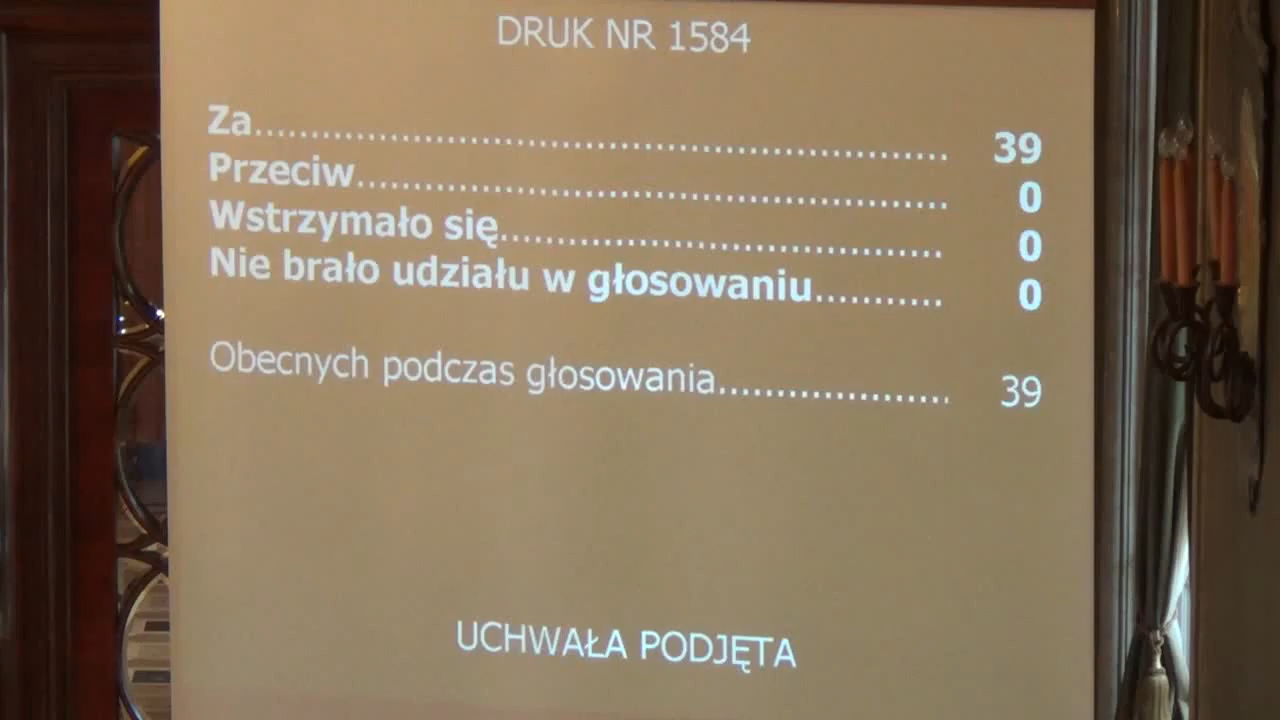 DRUK NR 1584
Za............................................................ 39
Przeciw................................................... 0
Wstrzymało się...................................... 0
Nie brało udziału w głosowaniu........... 0
Obecnych podczas głosowania.................... 39
UCHWAŁA PODJĘTA